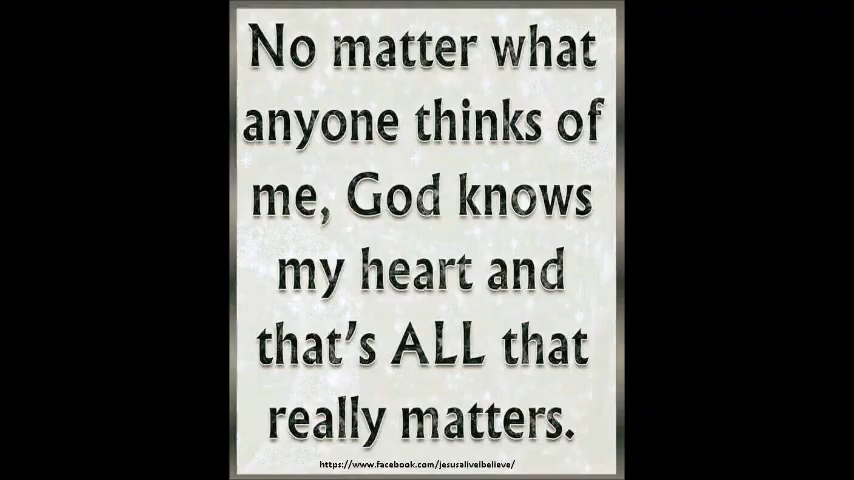 No matter what
anyone thinks of
me, God knows
my heart and
that's ALL that
really matters.
https://www.facebook.com/jesusaliveibelieve/